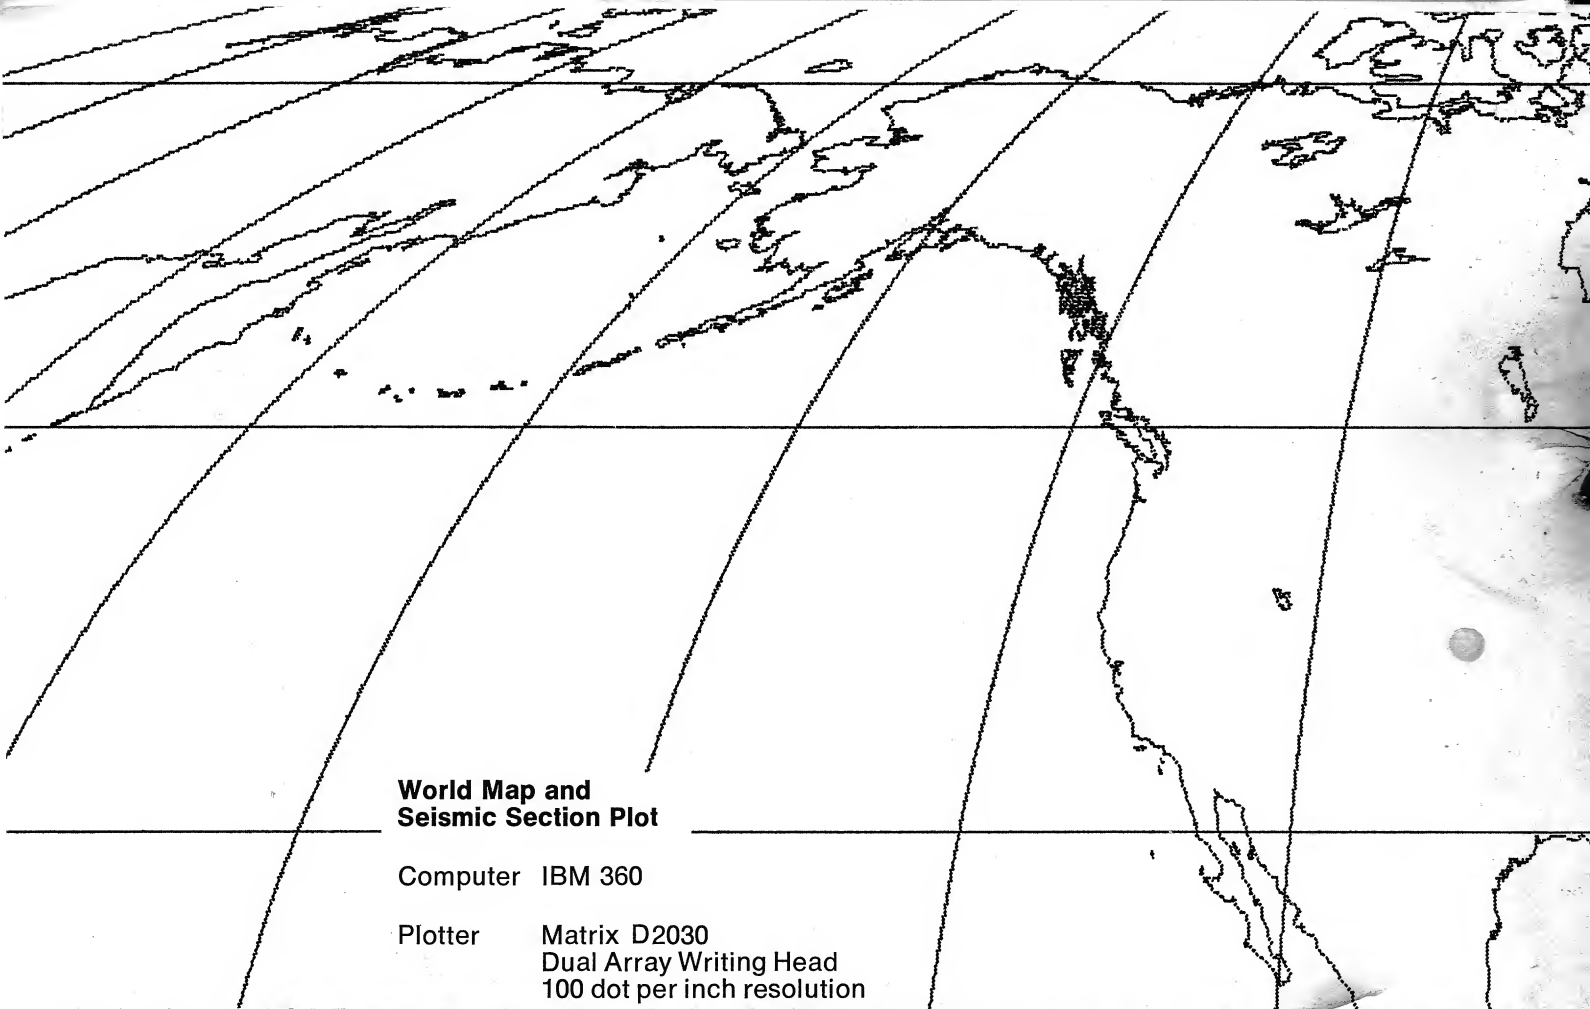 World Map and
Seismic Section Plot
Computer IBM 360
Plotter Matrix D2030
Dual Array Writing Head
100 dot per inch resolution